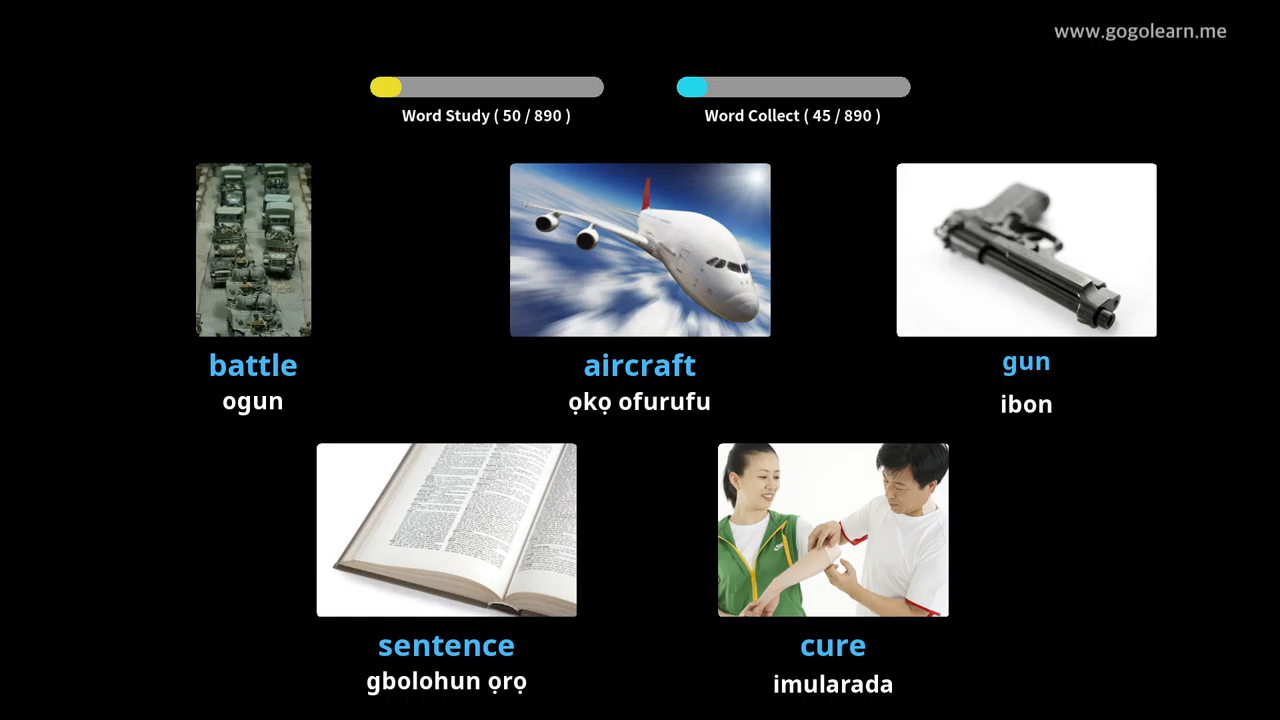 www.gogolearn.me
Word Study ( 50 / 890 )
Word Collect ( 45 / 890 )
battle
ogun
aircraft
ọkọ ofurufu
gun
ibon
sentence
gbolohun ọrọ
cure
imularada